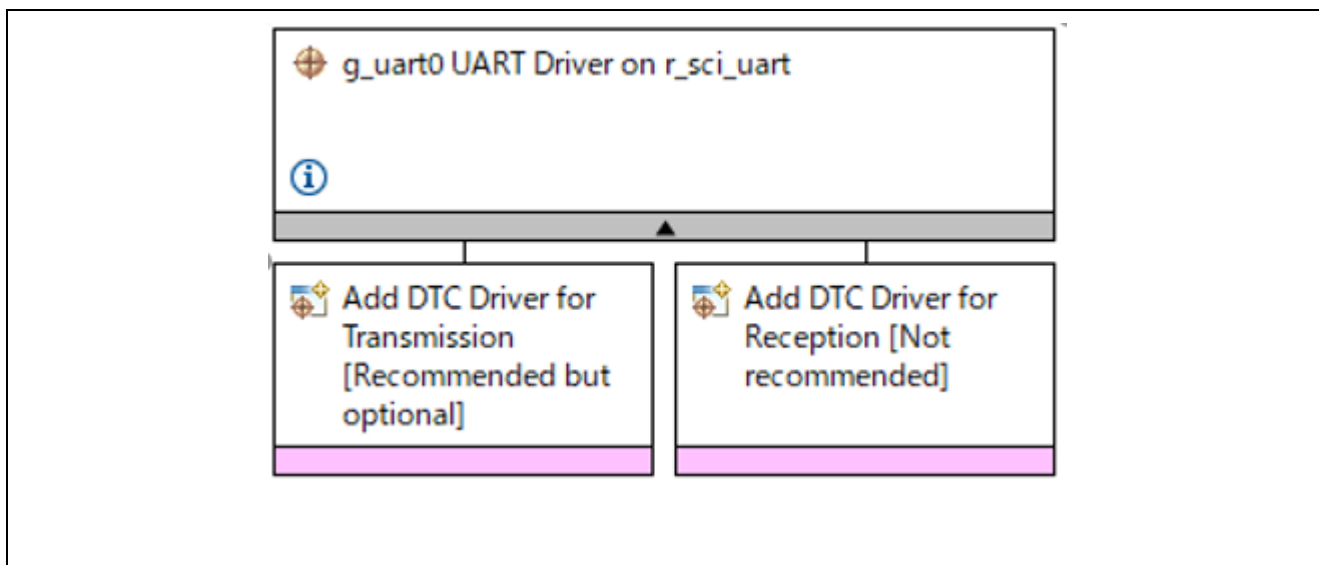 g_uart0 UART Driver on r_sci_uart
Add DTC Driver for
Transmission
[Recommended but
optional]
Add DTC Driver for
Reception [Not
recommended]